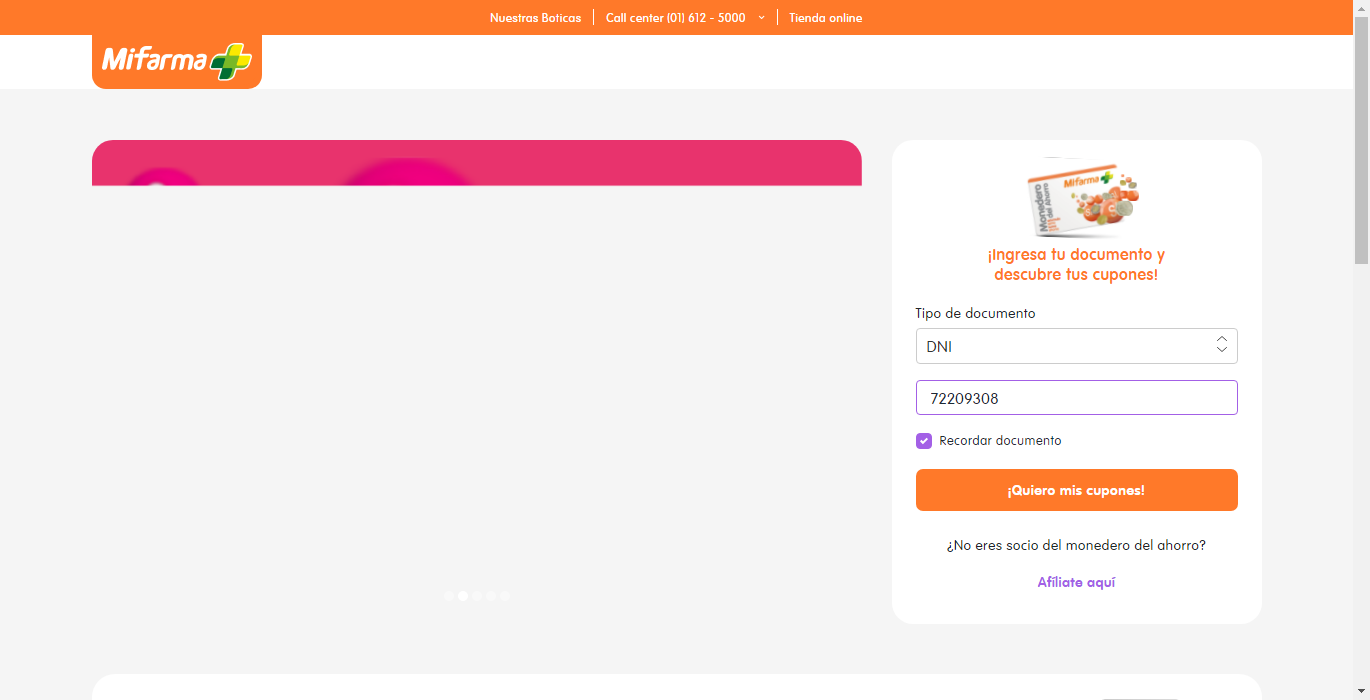 Nuestras Boticas
Call center (01) 612 - 5000
Tienda online
Mifarma
Mifarma
Monedero
del Ahorro
¡Ingresa tu documento y
descubre tus cupones!
Tipo de documento
DNI
72209308
Recordar documento
¡Quiero mis cupones!
¿No eres socio del monedero del ahorro?
Afíliate aquí